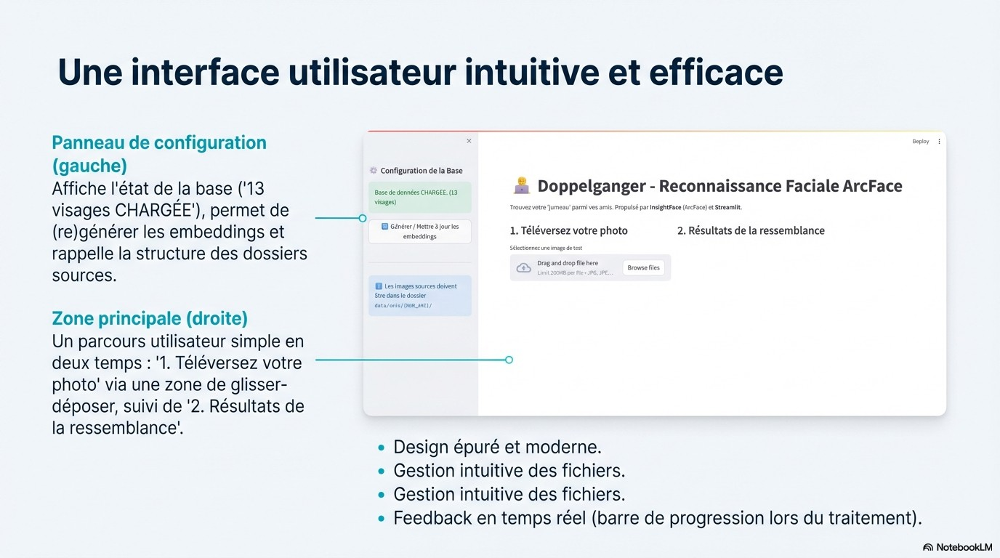 Une interface utilisateur intuitive et efficace
Panneau de configuration
(gauche)
Affiche l'état de la base ('13
visages CHARGÉE'), permet de
(re)générer les embeddings et
rappelle la structure des dossiers
sources.
Zone principale (droite)
Un parcours utilisateur simple en
deux temps : '1. Téléversez votre
photo' via une zone de glisser-
déposer, suivi de '2. Résultats de
la ressemblance'.
Configuration de la Base
Base de données CHARGÉE. (13
visages)
Générer / Mettre à jour les
embeddings
Les images sources doivent
être dans le dossier
Deploy
Doppelganger - Reconnaissance Faciale ArcFace
Trouvez votre 'jumeau' parmi vos amis. Propulsé par InsightFace (ArcFace) et Streamlit.
1. Téléversez votre photo
2. Résultats de la ressemblance
Sélectionnez une image de test
Drag and drop file here
Limit 200MB per file • JPG, JPE...
Browse files
• Design épuré et moderne.
• Gestion intuitive des fichiers.
• Gestion intuitive des fichiers.
• Feedback en temps réel (barre de progression lors du traitement).
NotebookLM